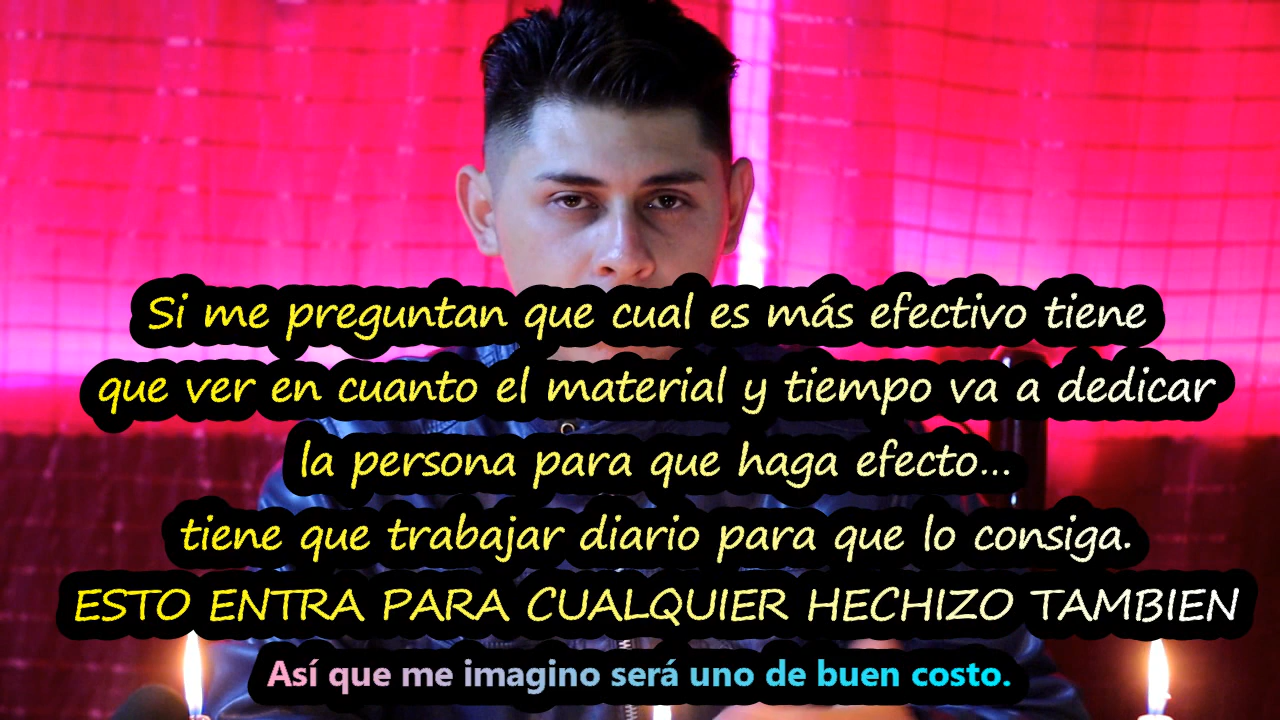 Si me preguntan que cual es más efectivo tiene
que ver en cuanto el material y tiempo va a dedicar
la persona para que haga efecto...
tiene que trabajar diario para que lo consiga.
ESTO ENTRA PARA CUALQUIER HECHIZO TAMBIEN
Así que me imagino será uno de buen costo.